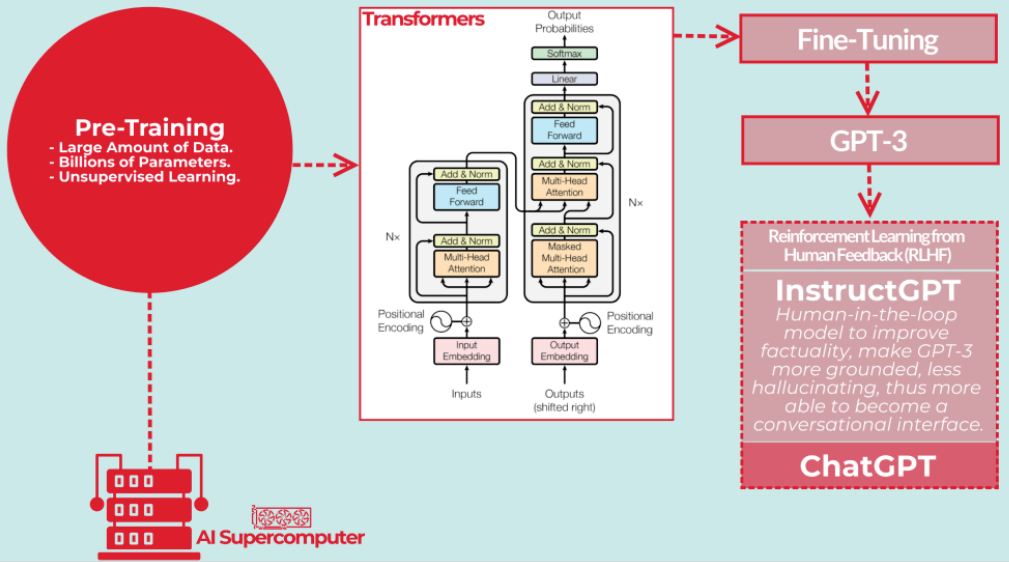 Pre-Training
- Large Amount of Data.
- Billions of Parameters.
- Unsupervised Learning.
AI Supercomputer
Transformers
Output
Probabilities
Softmax
Linear
Add & Norm
Feed
Forward
Add & Norm
Multi-Head
Attention
Add & Norm
Masked
Multi-Head
Attention
Nx
Positional
Encoding
Output
Embedding
Outputs
(shifted right)
Add & Norm
Feed
Forward
Add & Norm
Multi-Head
Attention
Nx
Positional
Encoding
Input
Embedding
Inputs
Fine-Tuning
GPT-3
Reinforcement Learning from
Human Feedback (RLHF)
InstructGPT
Human-in-the-loop
model to improve
factuality, make GPT-3
more grounded, less
hallucinating, thus more
able to become a
conversational interface.
ChatGPT